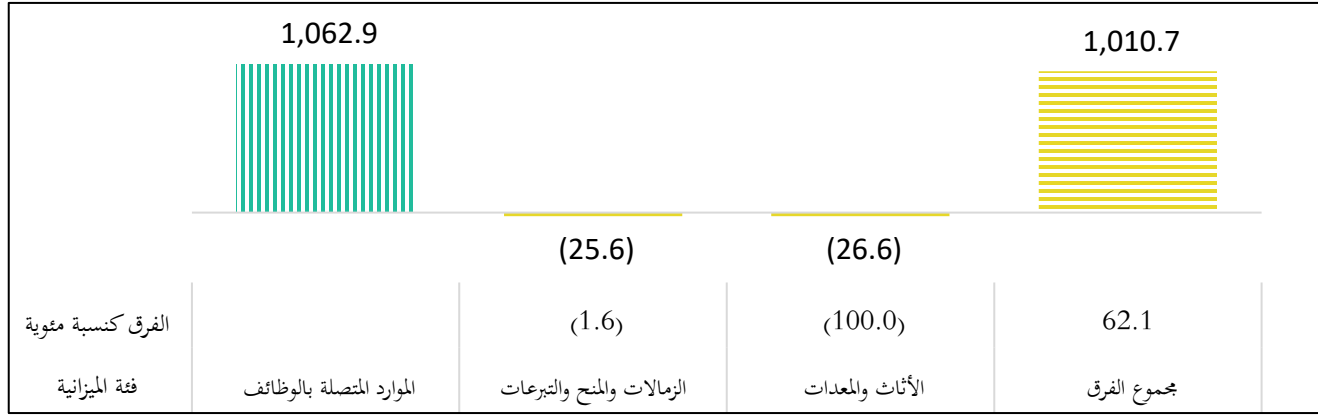 1,062.9
1,010.7
(25.6)
(26.6)
الفرق كنسبة مئوية
(1.6)
(100.0)
62.1
فئة الميزانية
الموارد المتصلة بالوظائف
الزمالات والمنح والتبرعات
الأثاث والمعدات
مجموع الفرق